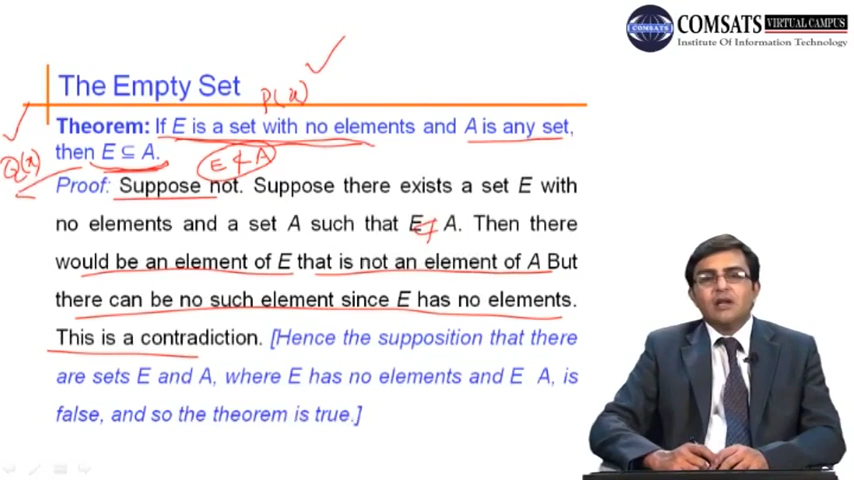 COMSATS VIRTUAL CAMPUS
COMSATS
Institute Of Information Technology
The Empty Set
P(x)
Theorem: If E is a set with no elements and A is any set,
then E ⊆ A.
Q(x)
E ⊄ A
Proof: Suppose not. Suppose there exists a set E with
no elements and a set A such that E ⊄ A. Then there
would be an element of E that is not an element of A But
there can be no such element since E has no elements.
This is a contradiction. [Hence the supposition that there
are sets E and A, where E has no elements and E A, is
false, and so the theorem is true.]